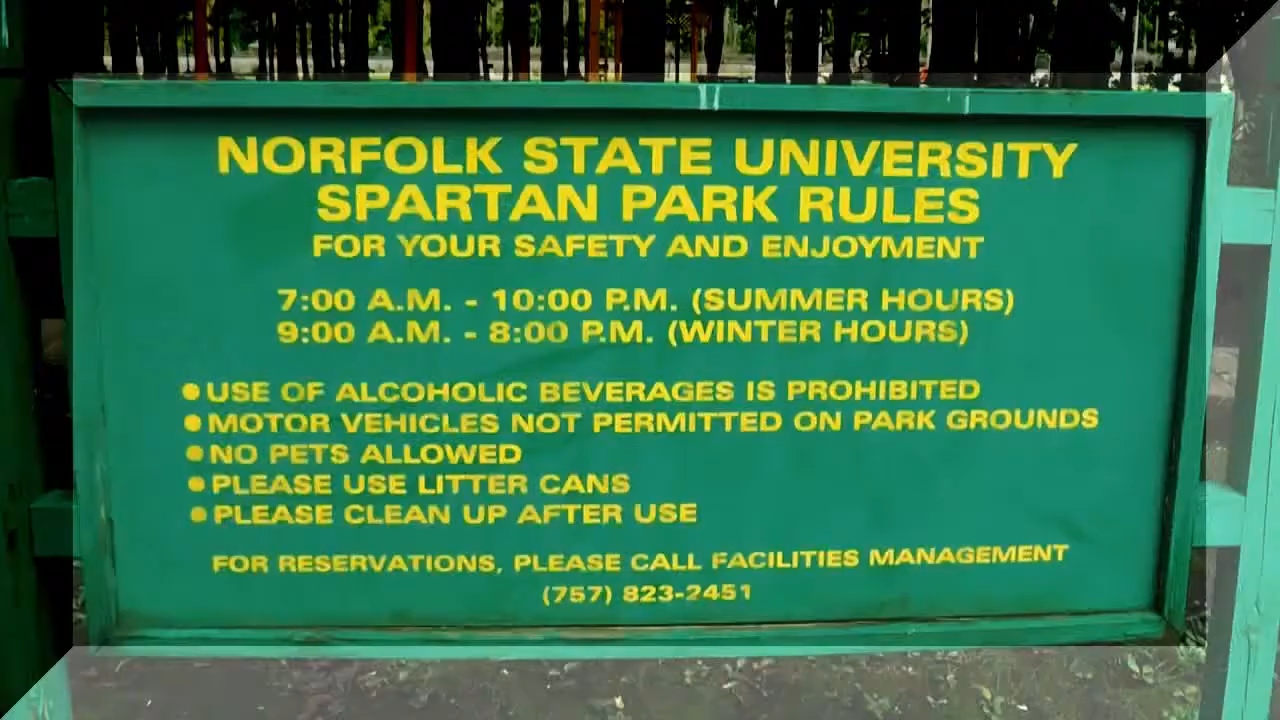 NORFOLK STATE UNIVERSITY
SPARTAN PARK RULES
FOR YOUR SAFETY AND ENJOYMENT
7:00 A.M. - 10:00 P.M. (SUMMER HOURS)
9:00 A.M. - 8:00 P.M. (WINTER HOURS)
●USE OF ALCOHOLIC BEVERAGES IS PROHIBITED
●MOTOR VEHICLES NOT PERMITTED ON PARK GROUNDS
●NO PETS ALLOWED
●PLEASE USE LITTER CANS
●PLEASE CLEAN UP AFTER USE
FOR RESERVATIONS, PLEASE CALL FACILITIES MANAGEMENT
(757) 823-2451